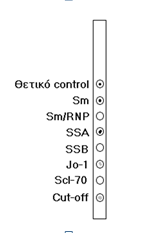 Θετικό control
Sm
Sm/RNP
SSA
SSB
Jo-1
Scl-70
Cut-off